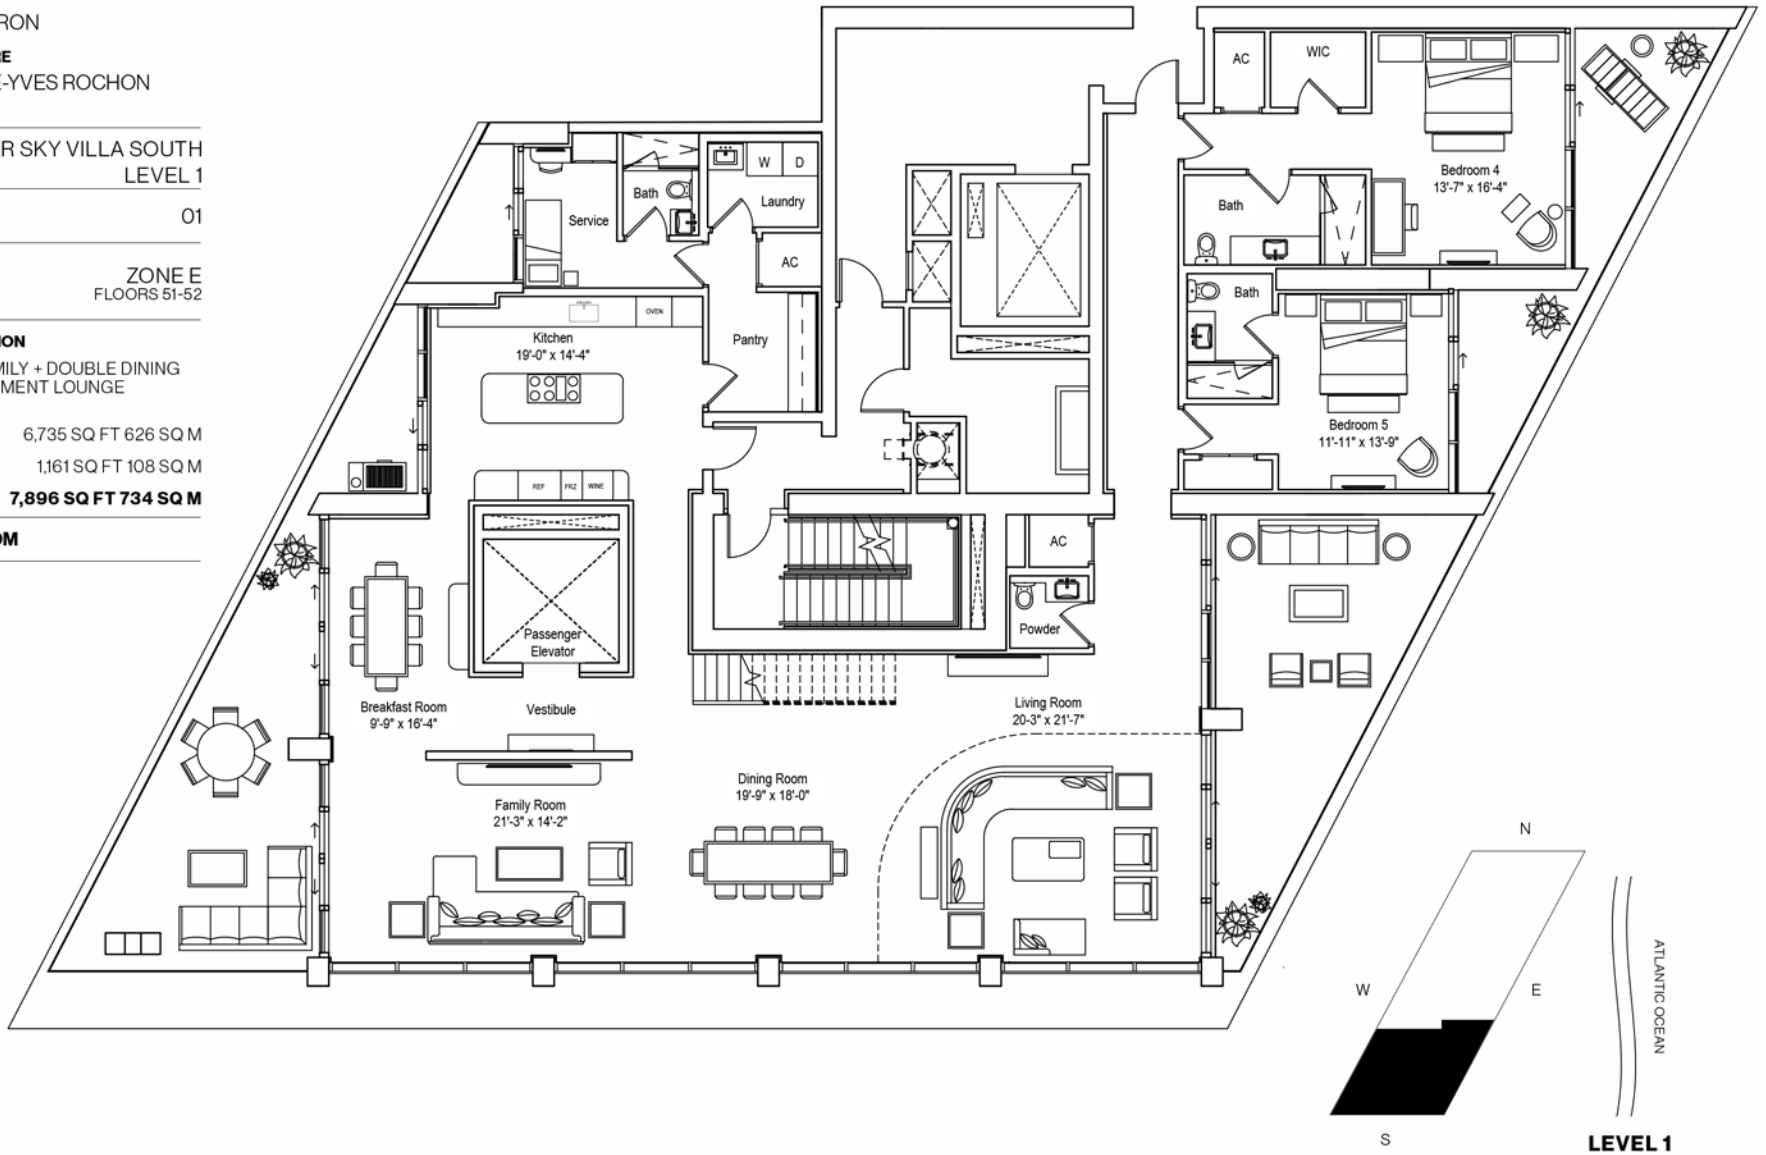 RON
RE
E-YVES ROCHON
ER SKY VILLA SOUTH
LEVEL 1
01
ZONE E
FLOORS 51-52
ION
MILY + DOUBLE DINING
MENT LOUNGE
6,735 SQ FT 626 SQ M
1,161 SQ FT 108 SQ M
7,896 SQ FT 734 SQ M
OM
AC
WIC
Bedroom 4
13'-7" x 16'-4"
Bath
W
D
Bath
Laundry
Service
AC
Bath
Kitchen
19'-0" x 14'-4"
OVEN
Pantry
Bedroom 5
11'-11" x 13'-9"
REF
FRZ
WINE
AC
Passenger
Elevator
Powder
Breakfast Room
9'-9" x 16'-4"
Vestibule
Living Room
20-3" x 21'-7"
Dining Room
19'-9" x 18'-0"
Family Room
21'-3" x 14'-2"
N
W
E
S
ATLANTIC OCEAN
LEVEL 1